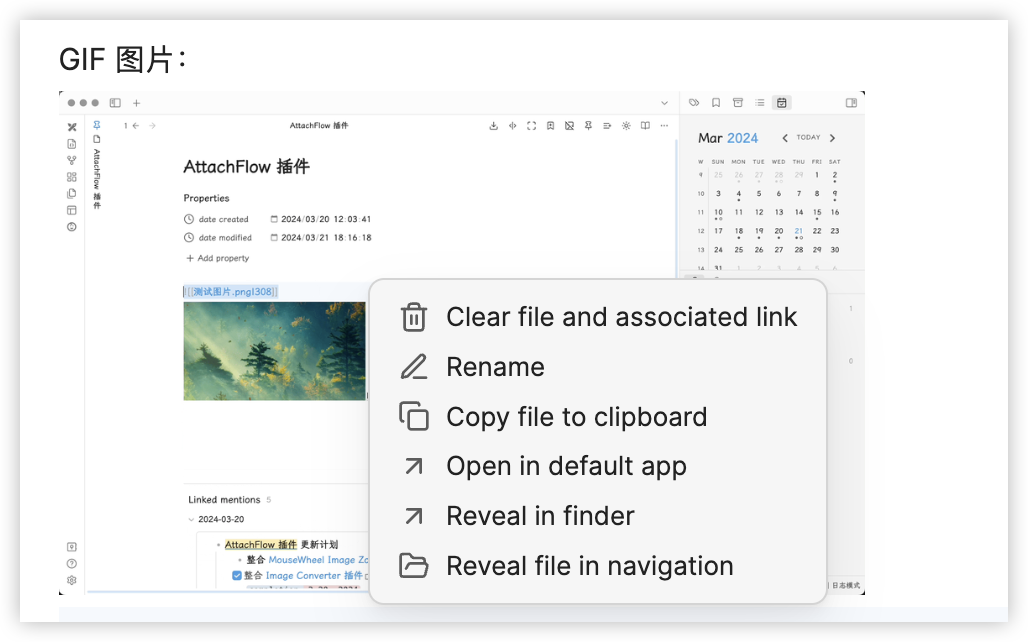 GIF 图片：
1
AttachFlow 插件
AttachFlow 插件
AttachFlow 插件
Properties
date created 2024/03/20 12:03:41
date modified 2024/03/21 18:16:18
+ Add property
![[测试图片.png|308]]
Linked mentions 5
2024-03-20
AttachFlow 插件 更新计划
整合 MouseWheel Image Zo
整合 Image Converter 插件
Mar 2024
TODAY
W SUN MON TUE WED THU FRI SAT
9 25 26 27 28 29 1 2
10 3 4 5 6 7 8 9
11 10 11 12 13 14 15 16
12 17 18 19 20 21 22 23
13 24 25 26 27 28 29 30
14 31 1 2 3 4 5 6
1
0
日志模式
Clear file and associated link
Rename
Copy file to clipboard
Open in default app
Reveal in finder
Reveal file in navigation